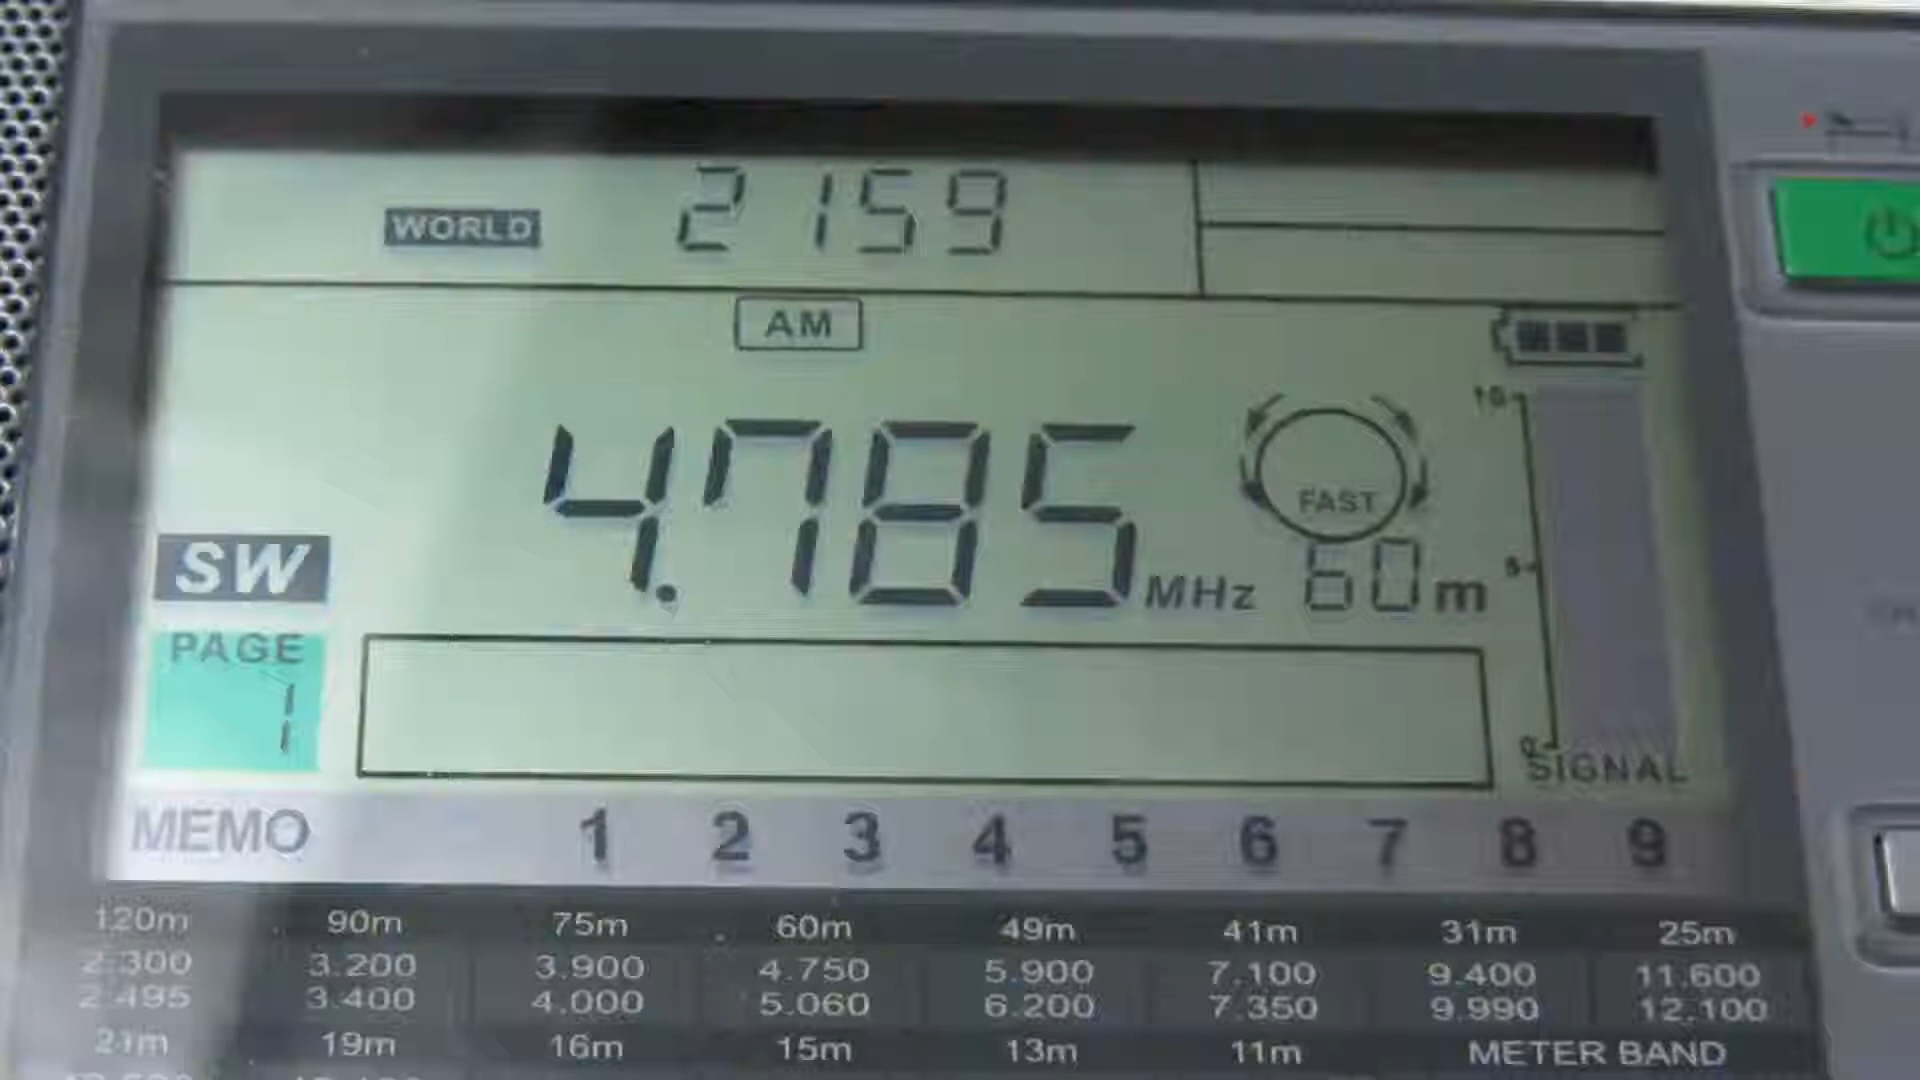 WORLD 2159
AM
10
4.785 MHz
FAST
60m
5
SW
PAGE
1
1
0
SIGNAL
MEMO 1 2 3 4 5 6 7 8 9
120m 90m 75m 60m 49m 41m 31m 25m
2.300 3.200 3.900 4.750 5.900 7.100 9.400 11.600
2.495 3.400 4.000 5.060 6.200 7.350 9.990 12.100
21m 19m 16m 15m 13m 11m METER BAND